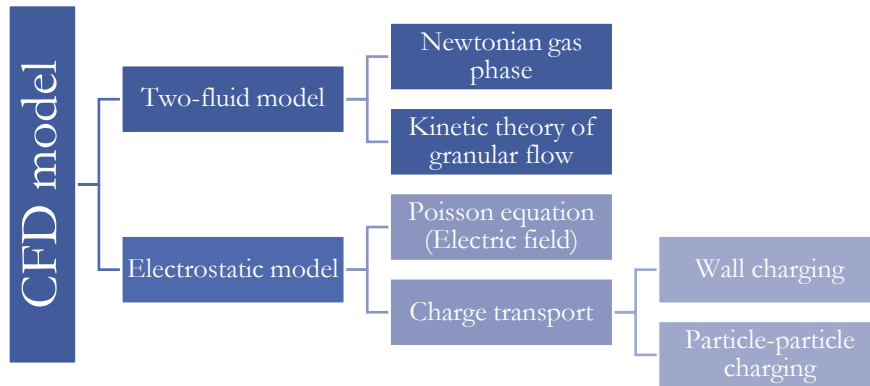 CFD model
Two-fluid model
Newtonian gas
phase
Kinetic theory of
granular flow
Electrostatic model
Poisson equation
(Electric field)
Charge transport
Wall charging
Particle-particle
charging